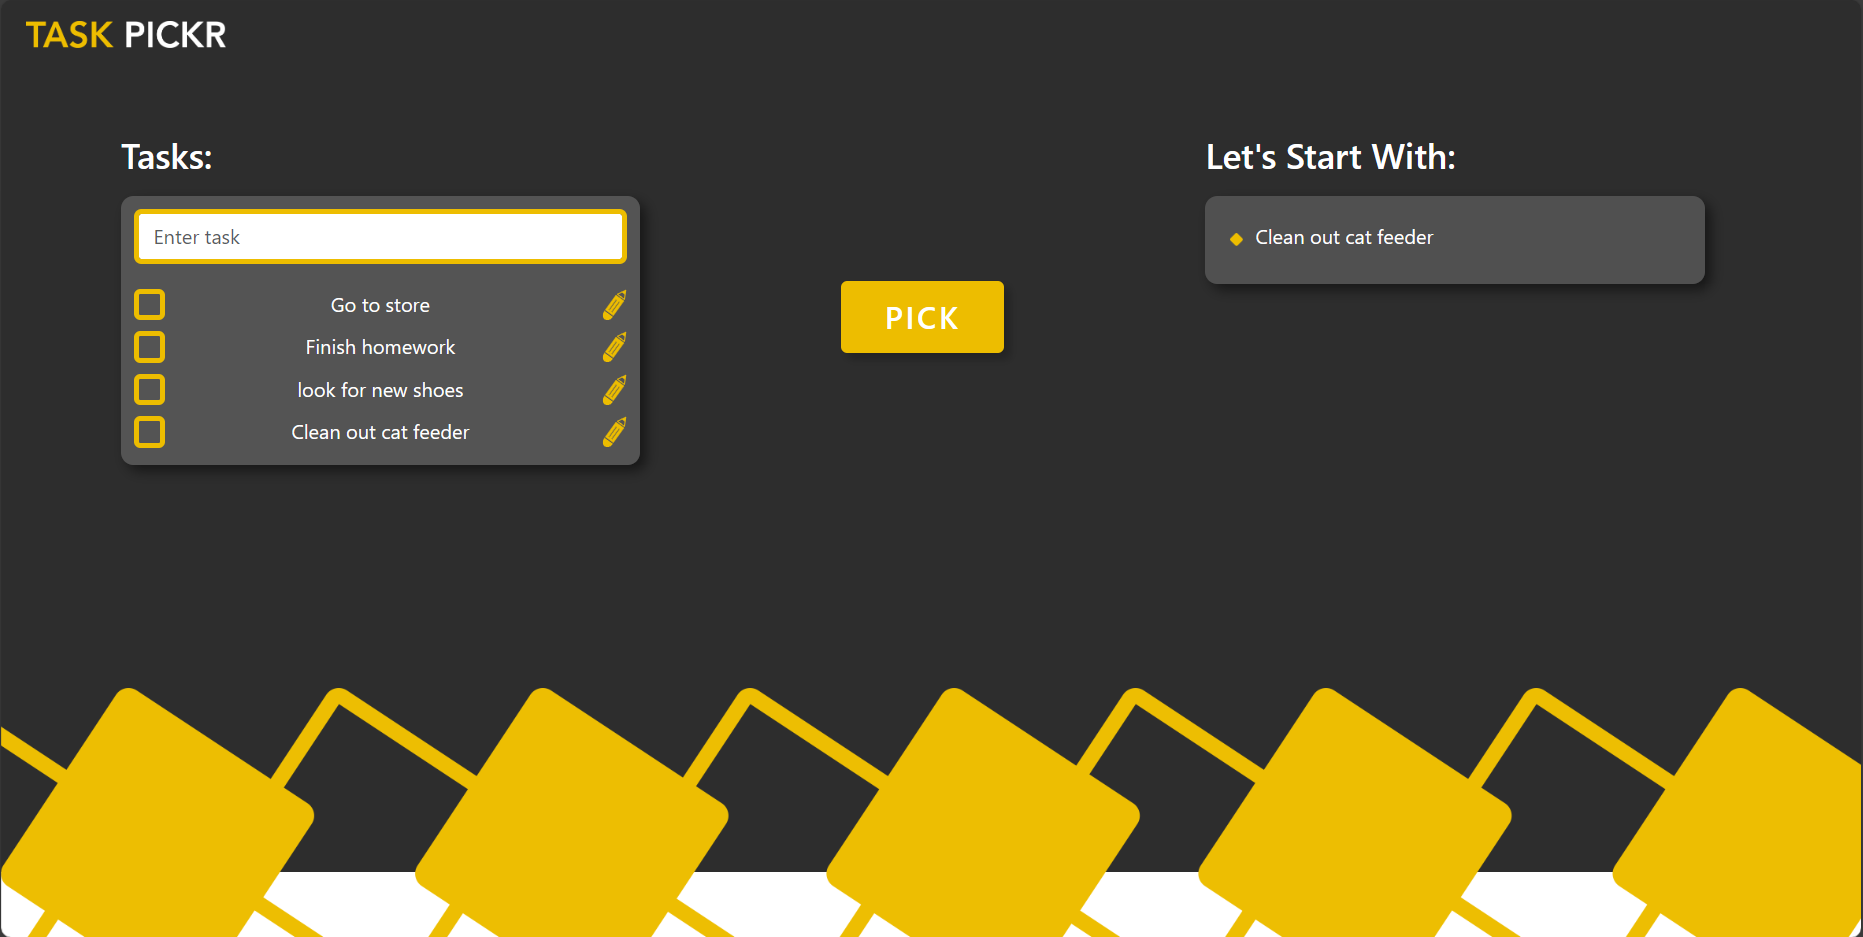 TASK PICKR
Tasks:
Enter task
Go to store
Finish homework
look for new shoes
Clean out cat feeder
PICK
Let's Start With:
Clean out cat feeder